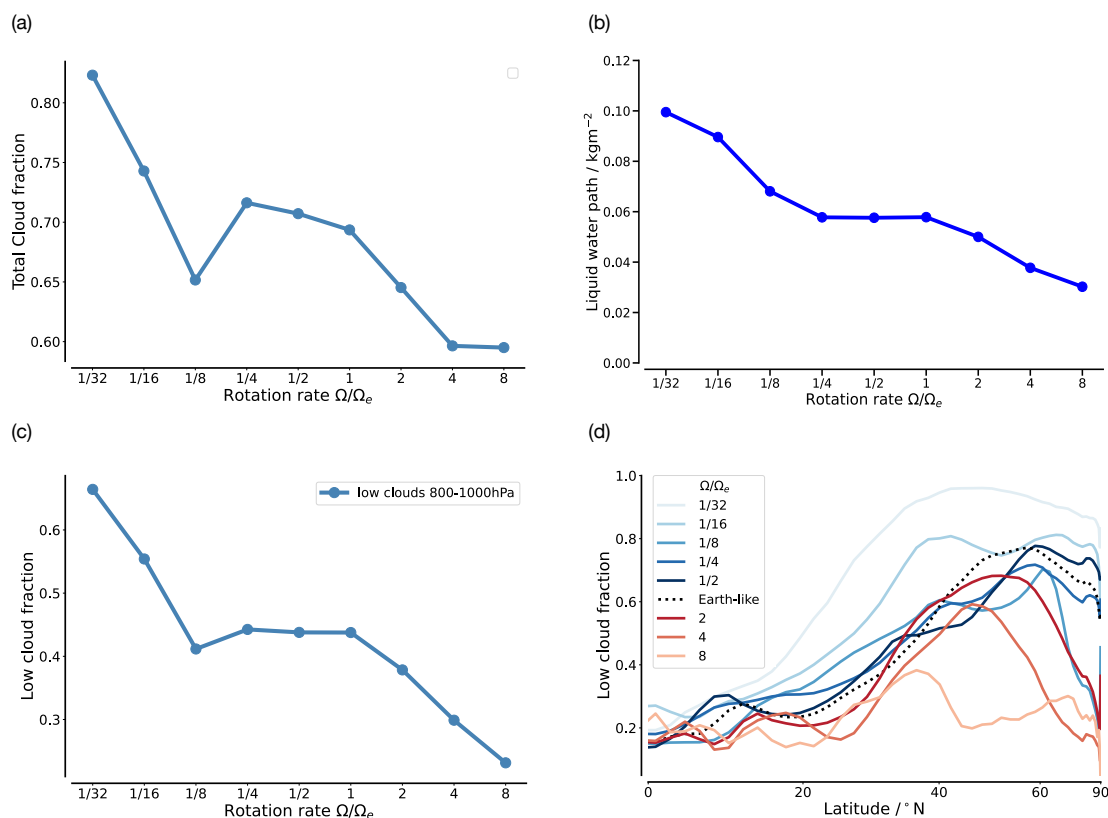 (a)
Total Cloud fraction
0.80
0.75
0.70
0.65
0.60
1/32 1/16 1/8 1/4 1/2 1 2 4 8
Rotation rate Ω/Ωₑ
(b)
Liquid water path / kgm⁻²
0.12
0.10
0.08
0.06
0.04
0.02
0.00
1/32 1/16 1/8 1/4 1/2 1 2 4 8
Rotation rate Ω/Ωₑ
(c)
low clouds 800-1000hPa
Low cloud fraction
0.6
0.5
0.4
0.3
1/32 1/16 1/8 1/4 1/2 1 2 4 8
Rotation rate Ω/Ωₑ
(d)
Low cloud fraction
1.0
0.8
0.6
0.4
0.2
Ω/Ωₑ
1/32
1/16
1/8
1/4
1/2
Earth-like
2
4
8
0 20 40 60 90
Latitude / °N